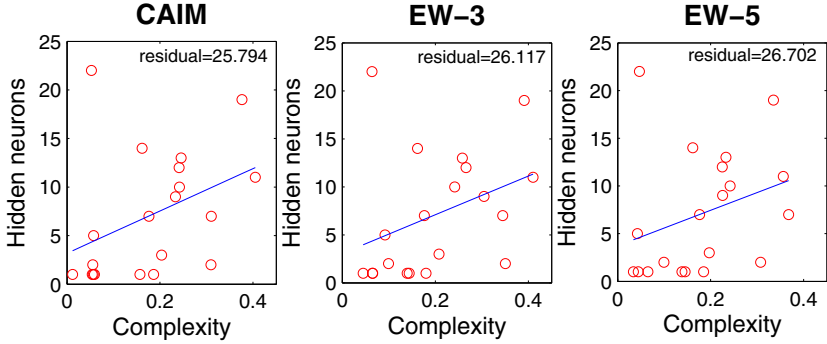 CAIM
residual=25.794
25
20
15
10
5
0
0
0.2
0.4
Hidden neurons
Complexity
EW−3
residual=26.117
25
20
15
10
5
0
0
0.2
0.4
Hidden neurons
Complexity
EW−5
residual=26.702
25
20
15
10
5
0
0
0.2
0.4
Hidden neurons
Complexity